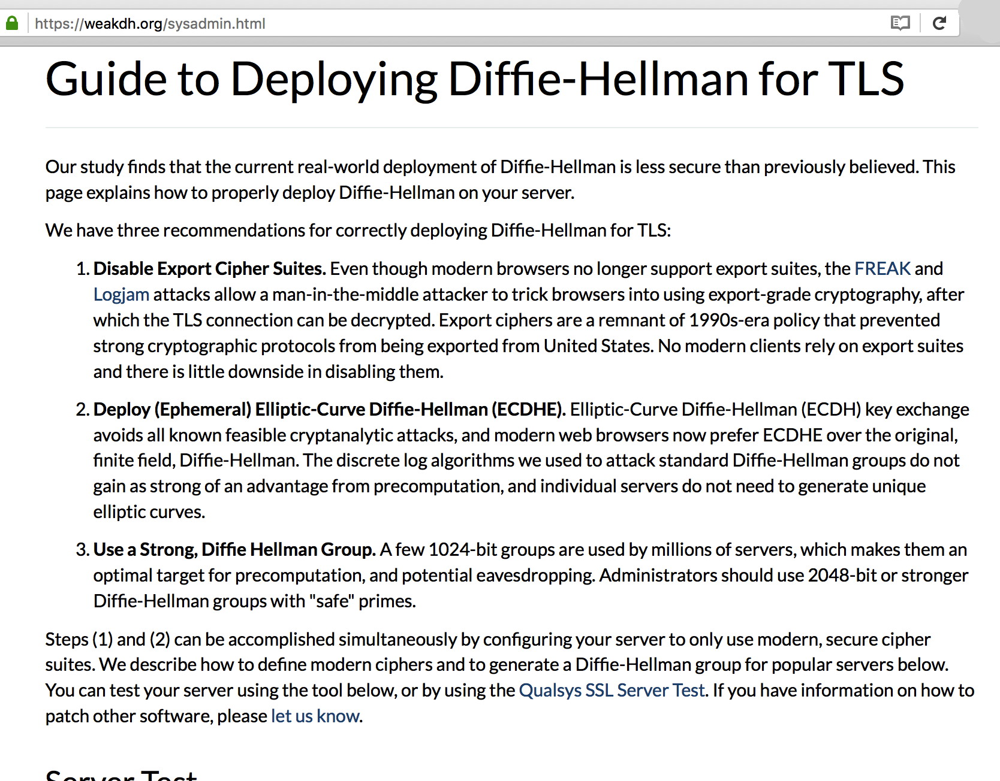 https://weakdh.org/sysadmin.html
Guide to Deploying Diffie-Hellman for TLS
Our study finds that the current real-world deployment of Diffie-Hellman is less secure than previously believed. This
page explains how to properly deploy Diffie-Hellman on your server.
We have three recommendations for correctly deploying Diffie-Hellman for TLS:
1. Disable Export Cipher Suites. Even though modern browsers no longer support export suites, the FREAK and
Logjam attacks allow a man-in-the-middle attacker to trick browsers into using export-grade cryptography, after
which the TLS connection can be decrypted. Export ciphers are a remnant of 1990s-era policy that prevented
strong cryptographic protocols from being exported from United States. No modern clients rely on export suites
and there is little downside in disabling them.
2. Deploy (Ephemeral) Elliptic-Curve Diffie-Hellman (ECDHE). Elliptic-Curve Diffie-Hellman (ECDH) key exchange
avoids all known feasible cryptanalytic attacks, and modern web browsers now prefer ECDHE over the original,
finite field, Diffie-Hellman. The discrete log algorithms we used to attack standard Diffie-Hellman groups do not
gain as strong of an advantage from precomputation, and individual servers do not need to generate unique
elliptic curves.
3. Use a Strong, Diffie Hellman Group. A few 1024-bit groups are used by millions of servers, which makes them an
optimal target for precomputation, and potential eavesdropping. Administrators should use 2048-bit or stronger
Diffie-Hellman groups with "safe" primes.
Steps (1) and (2) can be accomplished simultaneously by configuring your server to only use modern, secure cipher
suites. We describe how to define modern ciphers and to generate a Diffie-Hellman group for popular servers below.
You can test your server using the tool below, or by using the Qualsys SSL Server Test. If you have information on how to
patch other software, please let us know.
Server Test